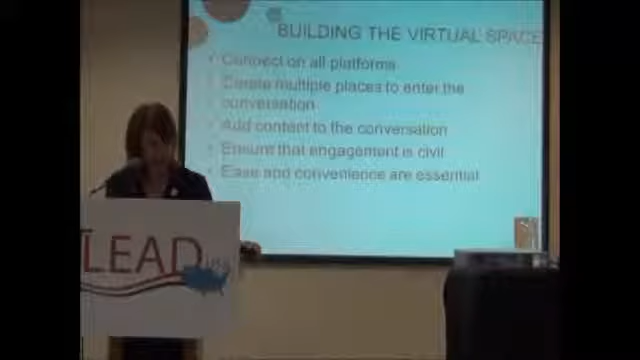 BUILDING THE VIRTUAL SPACE
Connect on all platforms
Create multiple places to enter the
conversation
Add content to the conversation
Ensure that engagement is civil
Ease and convenience are essential
LEAD